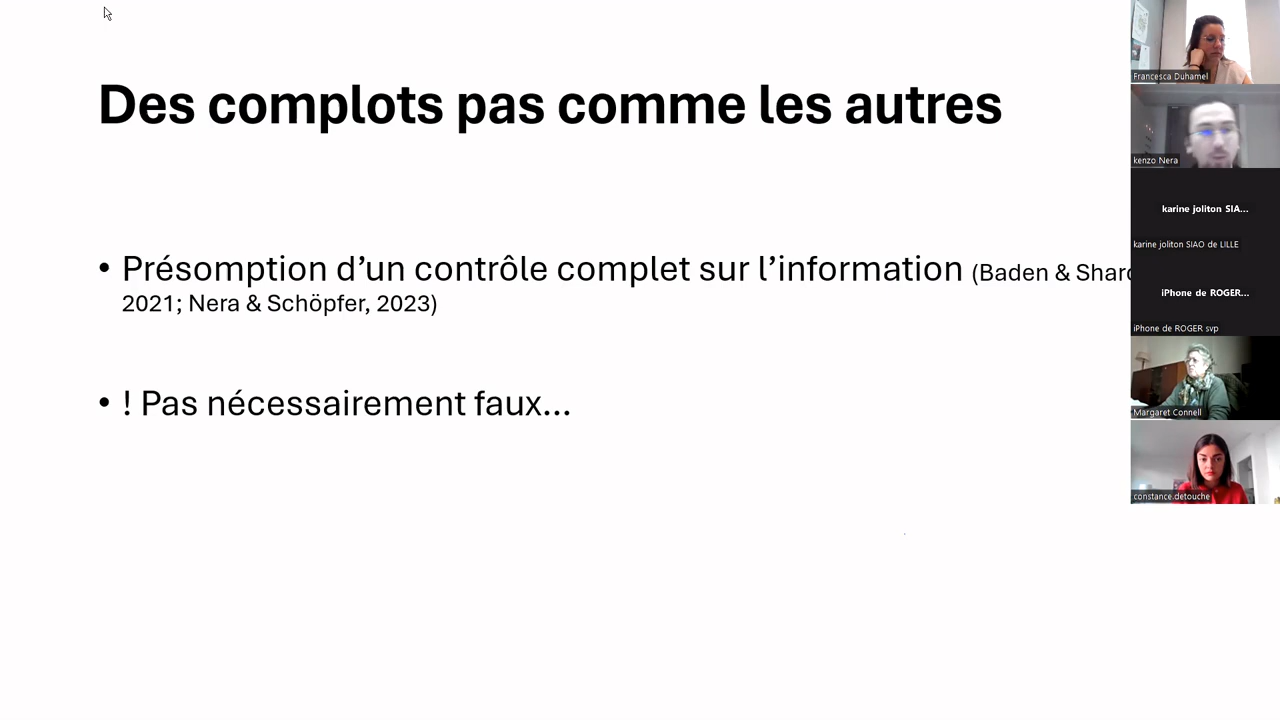 Des complots pas comme les autres
• Présomption d’un contrôle complet sur l’information (Baden &
2021; Nera & Schöpfer, 2023)
• ! Pas nécessairement faux…
Francesca Duhamel
kenzo Nera
karine joliton SIA...
karine joliton SIAO de LILLE
iPhone de ROGER...
iPhone de ROGER svp
Margaret Connell
constance.detouche